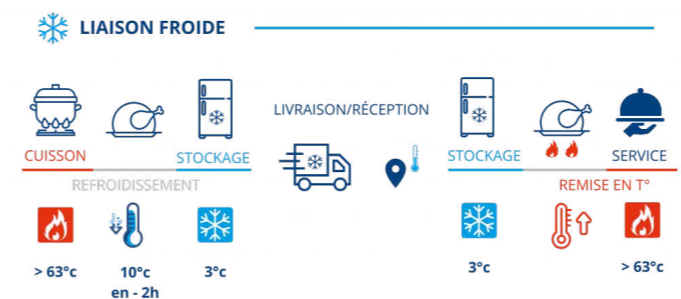 LIAISON FROIDE
LIVRAISON/RÉCEPTION
CUISSON
STOCKAGE
STOCKAGE
SERVICE
REFROIDISSEMENT
REMISE EN T°
> 63°c
10°c
en - 2h
3°c
3°c
> 63°c